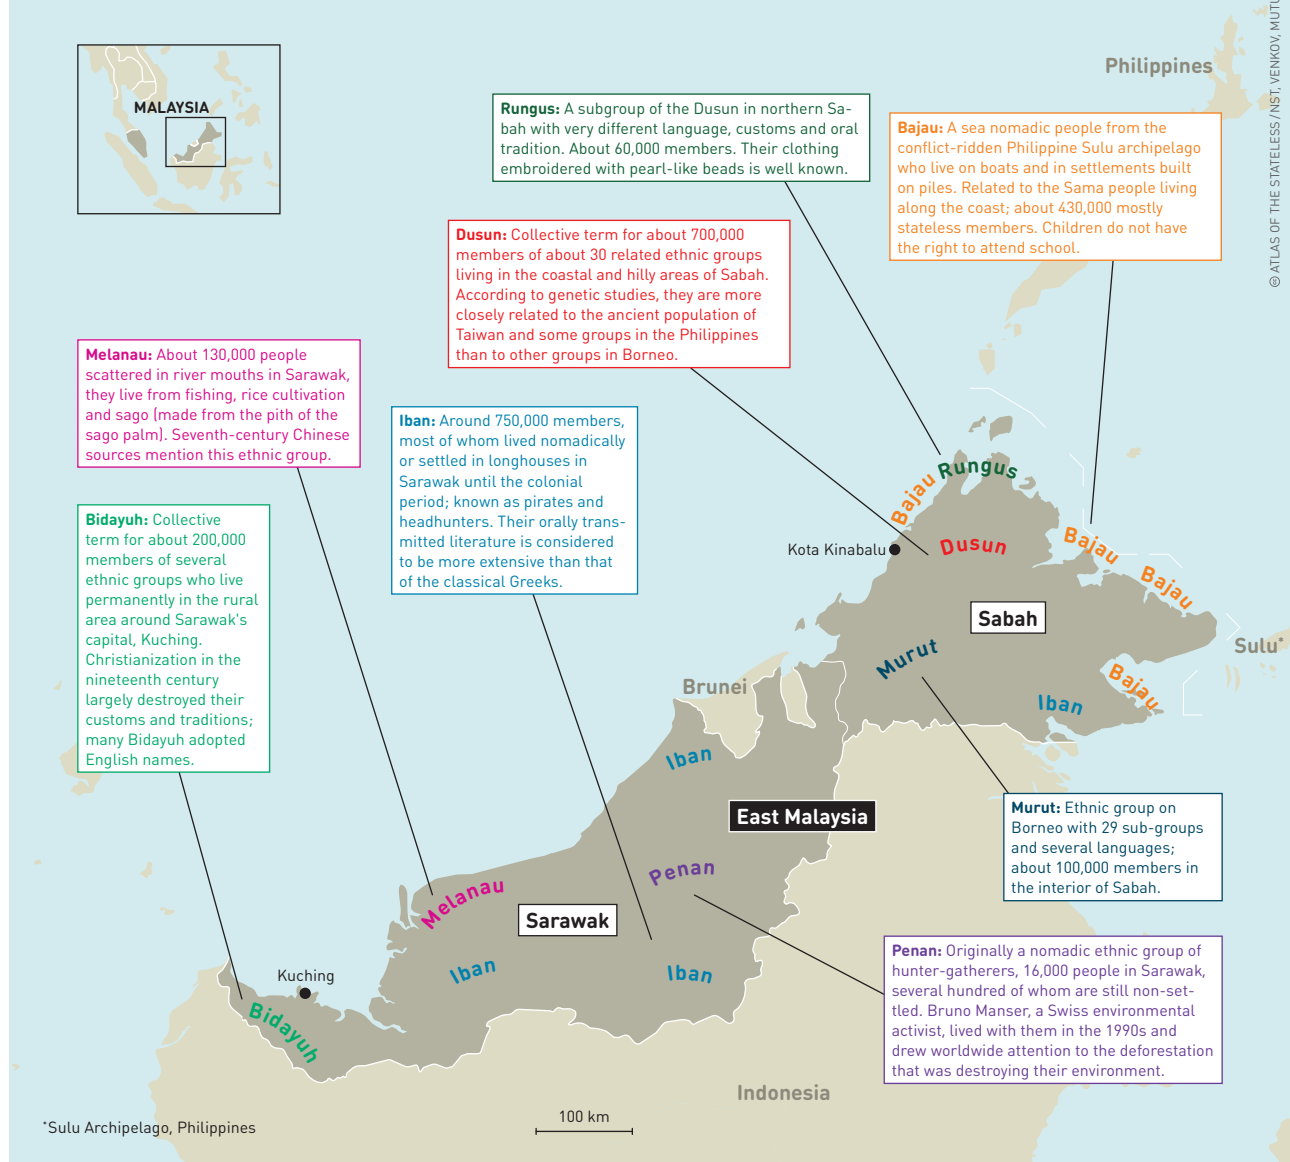 © ATLAS OF THE STATELESS / NST, VENKOV, MUTU
Philippines
MALAYSIA
Rungus: A subgroup of the Dusun in northern Sa-
bah with very different language, customs and oral
tradition. About 60,000 members. Their clothing
embroidered with pearl-like beads is well known.
Bajau: A sea nomadic people from the
conflict-ridden Philippine Sulu archipelago
who live on boats and in settlements built
on piles. Related to the Sama people living
along the coast; about 430,000 mostly
stateless members. Children do not have
the right to attend school.
Dusun: Collective term for about 700,000
members of about 30 related ethnic groups
living in the coastal and hilly areas of Sabah.
According to genetic studies, they are more
closely related to the ancient population of
Taiwan and some groups in the Philippines
than to other groups in Borneo.
Melanau: About 130,000 people
scattered in river mouths in Sarawak,
they live from fishing, rice cultivation
and sago (made from the pith of the
sago palm). Seventh-century Chinese
sources mention this ethnic group.
Iban: Around 750,000 members,
most of whom lived nomadically
or settled in longhouses in
Sarawak until the colonial
period; known as pirates and
headhunters. Their orally trans-
mitted literature is considered
to be more extensive than that
of the classical Greeks.
Bidayuh: Collective
term for about 200,000
members of several
ethnic groups who live
permanently in the rural
area around Sarawak's
capital, Kuching.
Christianization in the
nineteenth century
largely destroyed their
customs and traditions;
many Bidayuh adopted
English names.
Rungus
Bajau
Kota Kinabalu
Dusun
Bajau
Bajau
Sabah
Sulu*
Murut
Brunei
Bajau
Iban
Iban
East Malaysia
Murut: Ethnic group on
Borneo with 29 sub-groups
and several languages;
about 100,000 members in
the interior of Sabah.
Penan
Melanau
Sarawak
Iban
Iban
Kuching
Bidayuh
Penan: Originally a nomadic ethnic group of
hunter-gatherers, 16,000 people in Sarawak,
several hundred of whom are still non-set-
tled. Bruno Manser, a Swiss environmental
activist, lived with them in the 1990s and
drew worldwide attention to the deforestation
that was destroying their environment.
Indonesia
100 km
*Sulu Archipelago, Philippines